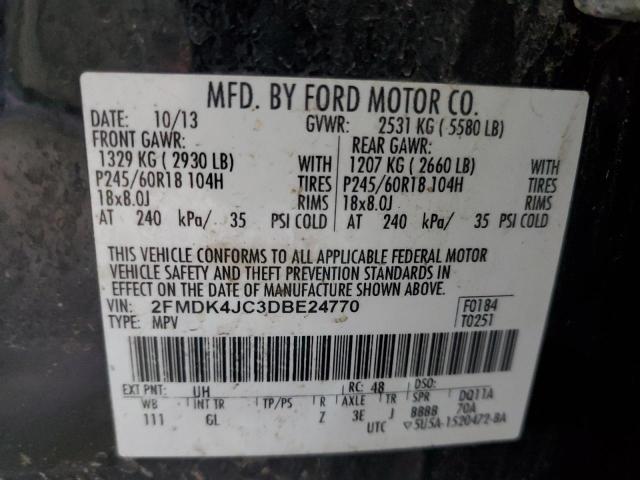 MFD. BY FORD MOTOR CO.
DATE: 10/13 GVWR: 2531 KG ( 5580 LB)
FRONT GAWR: REAR GAWR:
1329 KG ( 2930 LB) WITH 1207 KG ( 2660 LB) WITH
P245/60R18 104H TIRES P245/60R18 104H TIRES
18x8.0J RIMS 18x8.0J RIMS
AT 240 kPa/ 35 PSI COLD AT 240 kPa/ 35 PSI COLD
THIS VEHICLE CONFORMS TO ALL APPLICABLE FEDERAL MOTOR
VEHICLE SAFETY AND THEFT PREVENTION STANDARDS IN
EFFECT ON THE DATE OF MANUFACTURE SHOWN ABOVE.
VIN: 2FMDK4JC3DBE24770 F0184
TYPE: MPV T0251
EXT PNT: UH RC: 48 DSO:
WB INT TR TP/PS R AXLE TR SPR DQ11A
111 GL Z 3E J 8888 70A
UTC ▽5U5A-1520472-BA